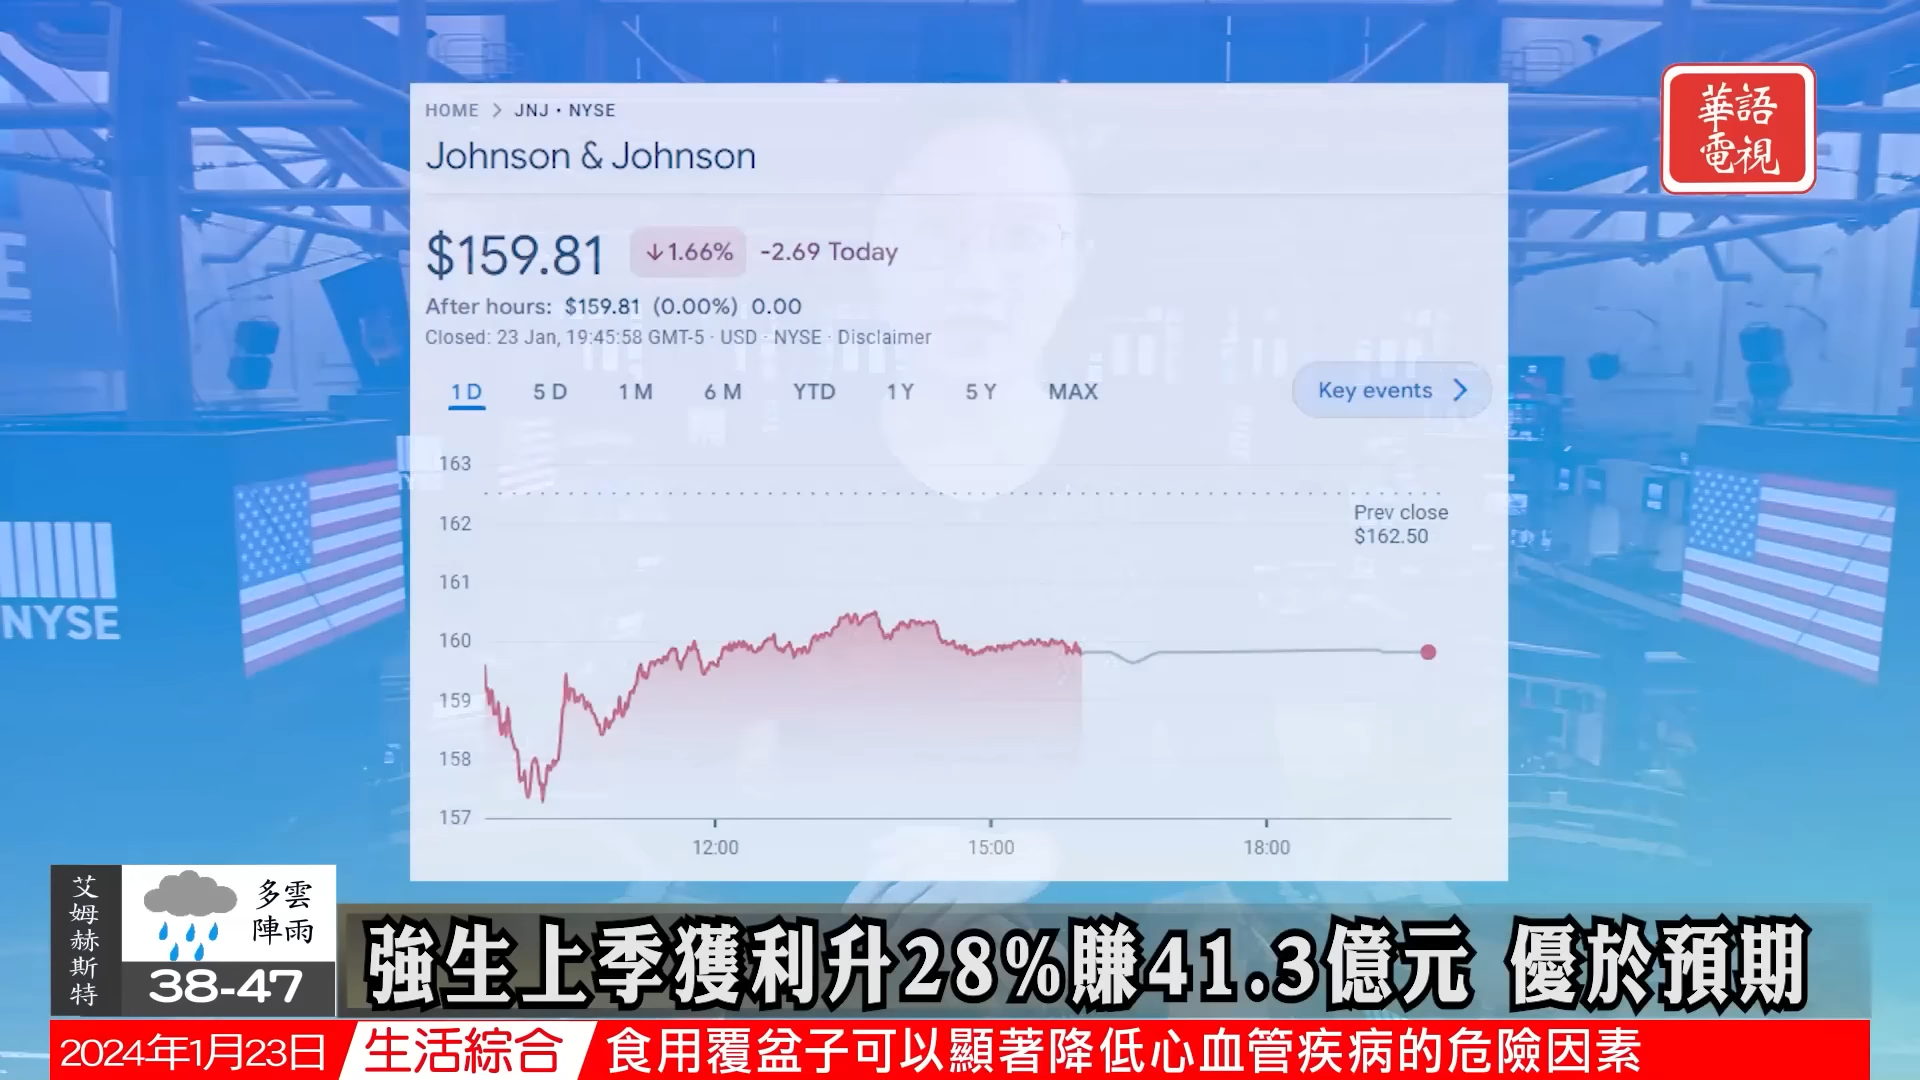 HOME > JNJ • NYSE
Johnson & Johnson
$159.81 ↓1.66% -2.69 Today
After hours: $159.81 (0.00%) 0.00
Closed: 23 Jan, 19:45:58 GMT-5 · USD · NYSE · Disclaimer
1 D 5 D 1 M 6 M YTD 1 Y 5 Y MAX
Key events >
163
162
161
160
159
158
157
Prev close
$162.50
12:00 15:00 18:00
華語
電視
NYSE
艾姆赫斯特
多雲
陣雨
38-47
強生上季獲利升28%賺41.3億元 優於預期
2024年1月23日 生活綜合 食用覆盆子可以顯著降低心血管疾病的危險因素